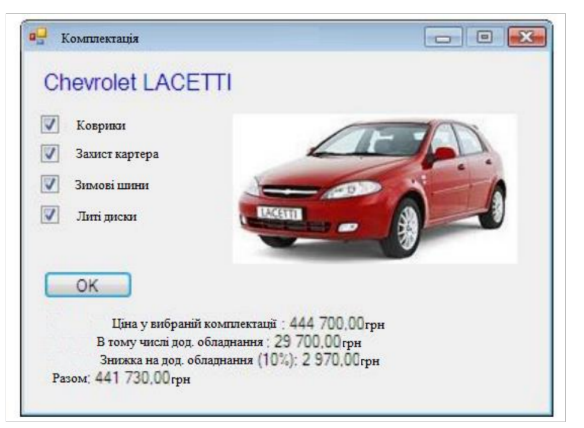 Комплектація
Chevrolet LACETTI
Коврики
Захист картера
Зимові шини
Литі диски
LACETTI
OK
Ціна у вибраній комплектації : 444 700,00грн
В тому числі дод. обладнання : 29 700,00грн
Знижка на дод. обладнання (10%): 2 970,00грн
Разом: 441 730,00грн